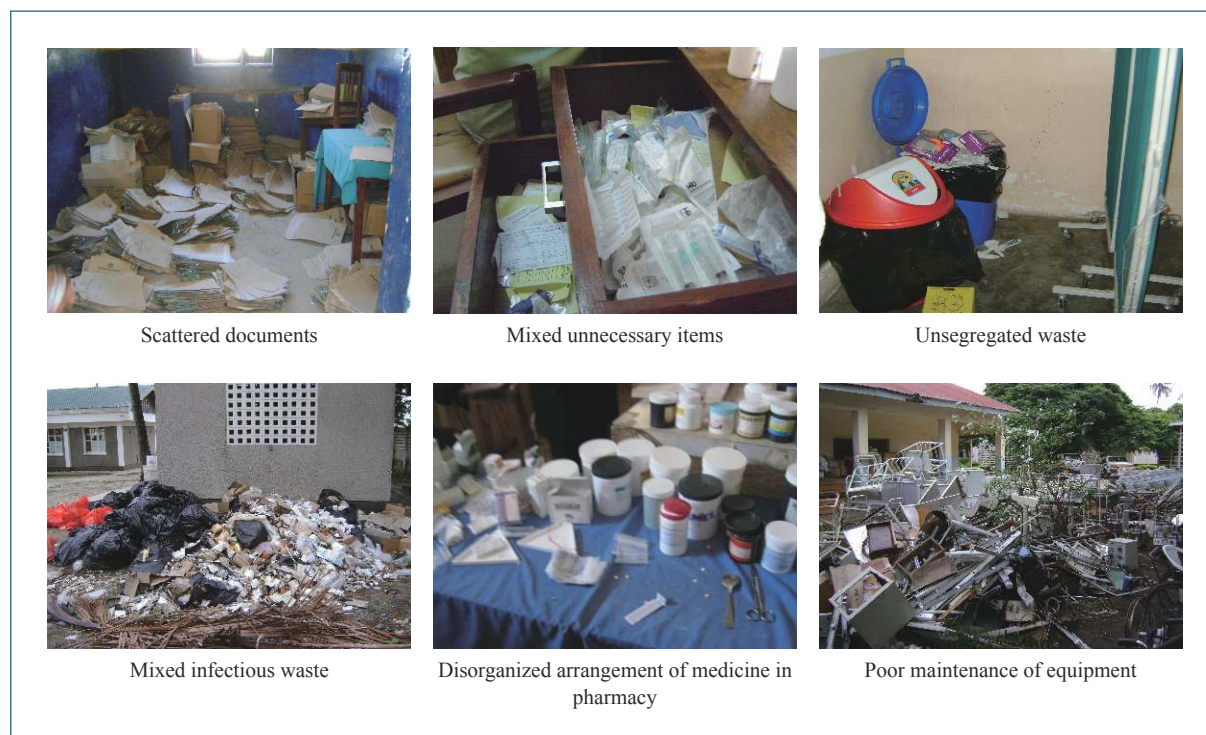 Scattered documents
Mixed unnecessary items
Unsegregated waste
Mixed infectious waste
Disorganized arrangement of medicine in
pharmacy
Poor maintenance of equipment